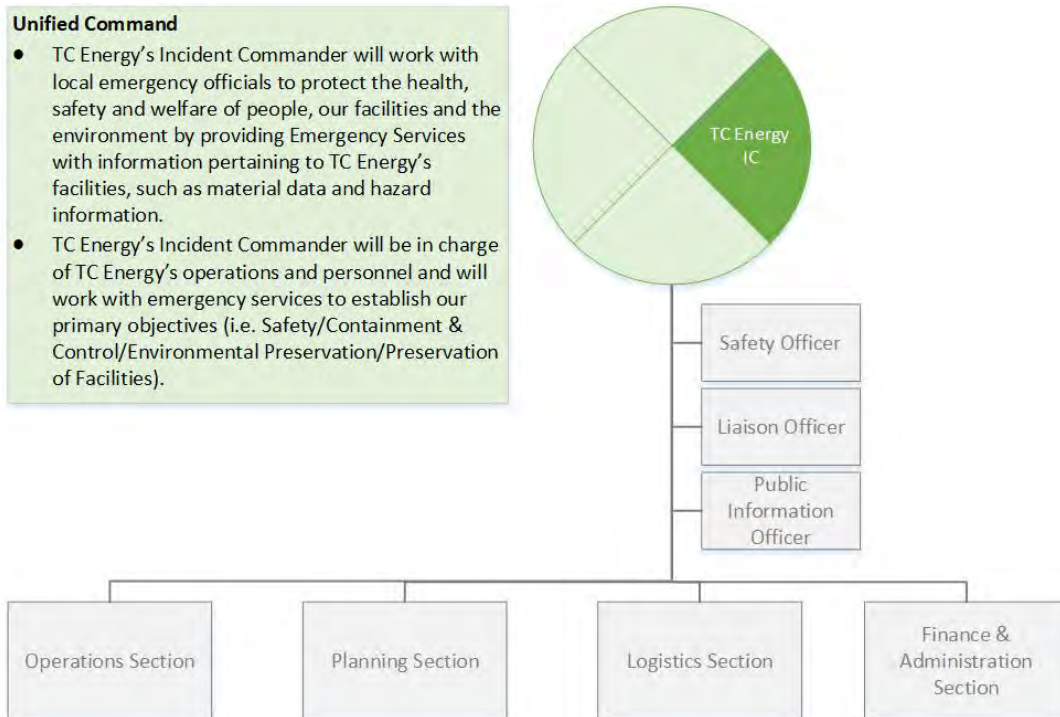 Unified Command
● TC Energy’s Incident Commander will work with
local emergency officials to protect the health,
safety and welfare of people, our facilities and the
environment by providing Emergency Services
with information pertaining to TC Energy’s
facilities, such as material data and hazard
information.
● TC Energy’s Incident Commander will be in charge
of TC Energy’s operations and personnel and will
work with emergency services to establish our
primary objectives (i.e. Safety/Containment &
Control/Environmental Preservation/Preservation
of Facilities).
TC Energy
IC
Safety Officer
Liaison Officer
Public
Information
Officer
Operations Section
Planning Section
Logistics Section
Finance &
Administration
Section